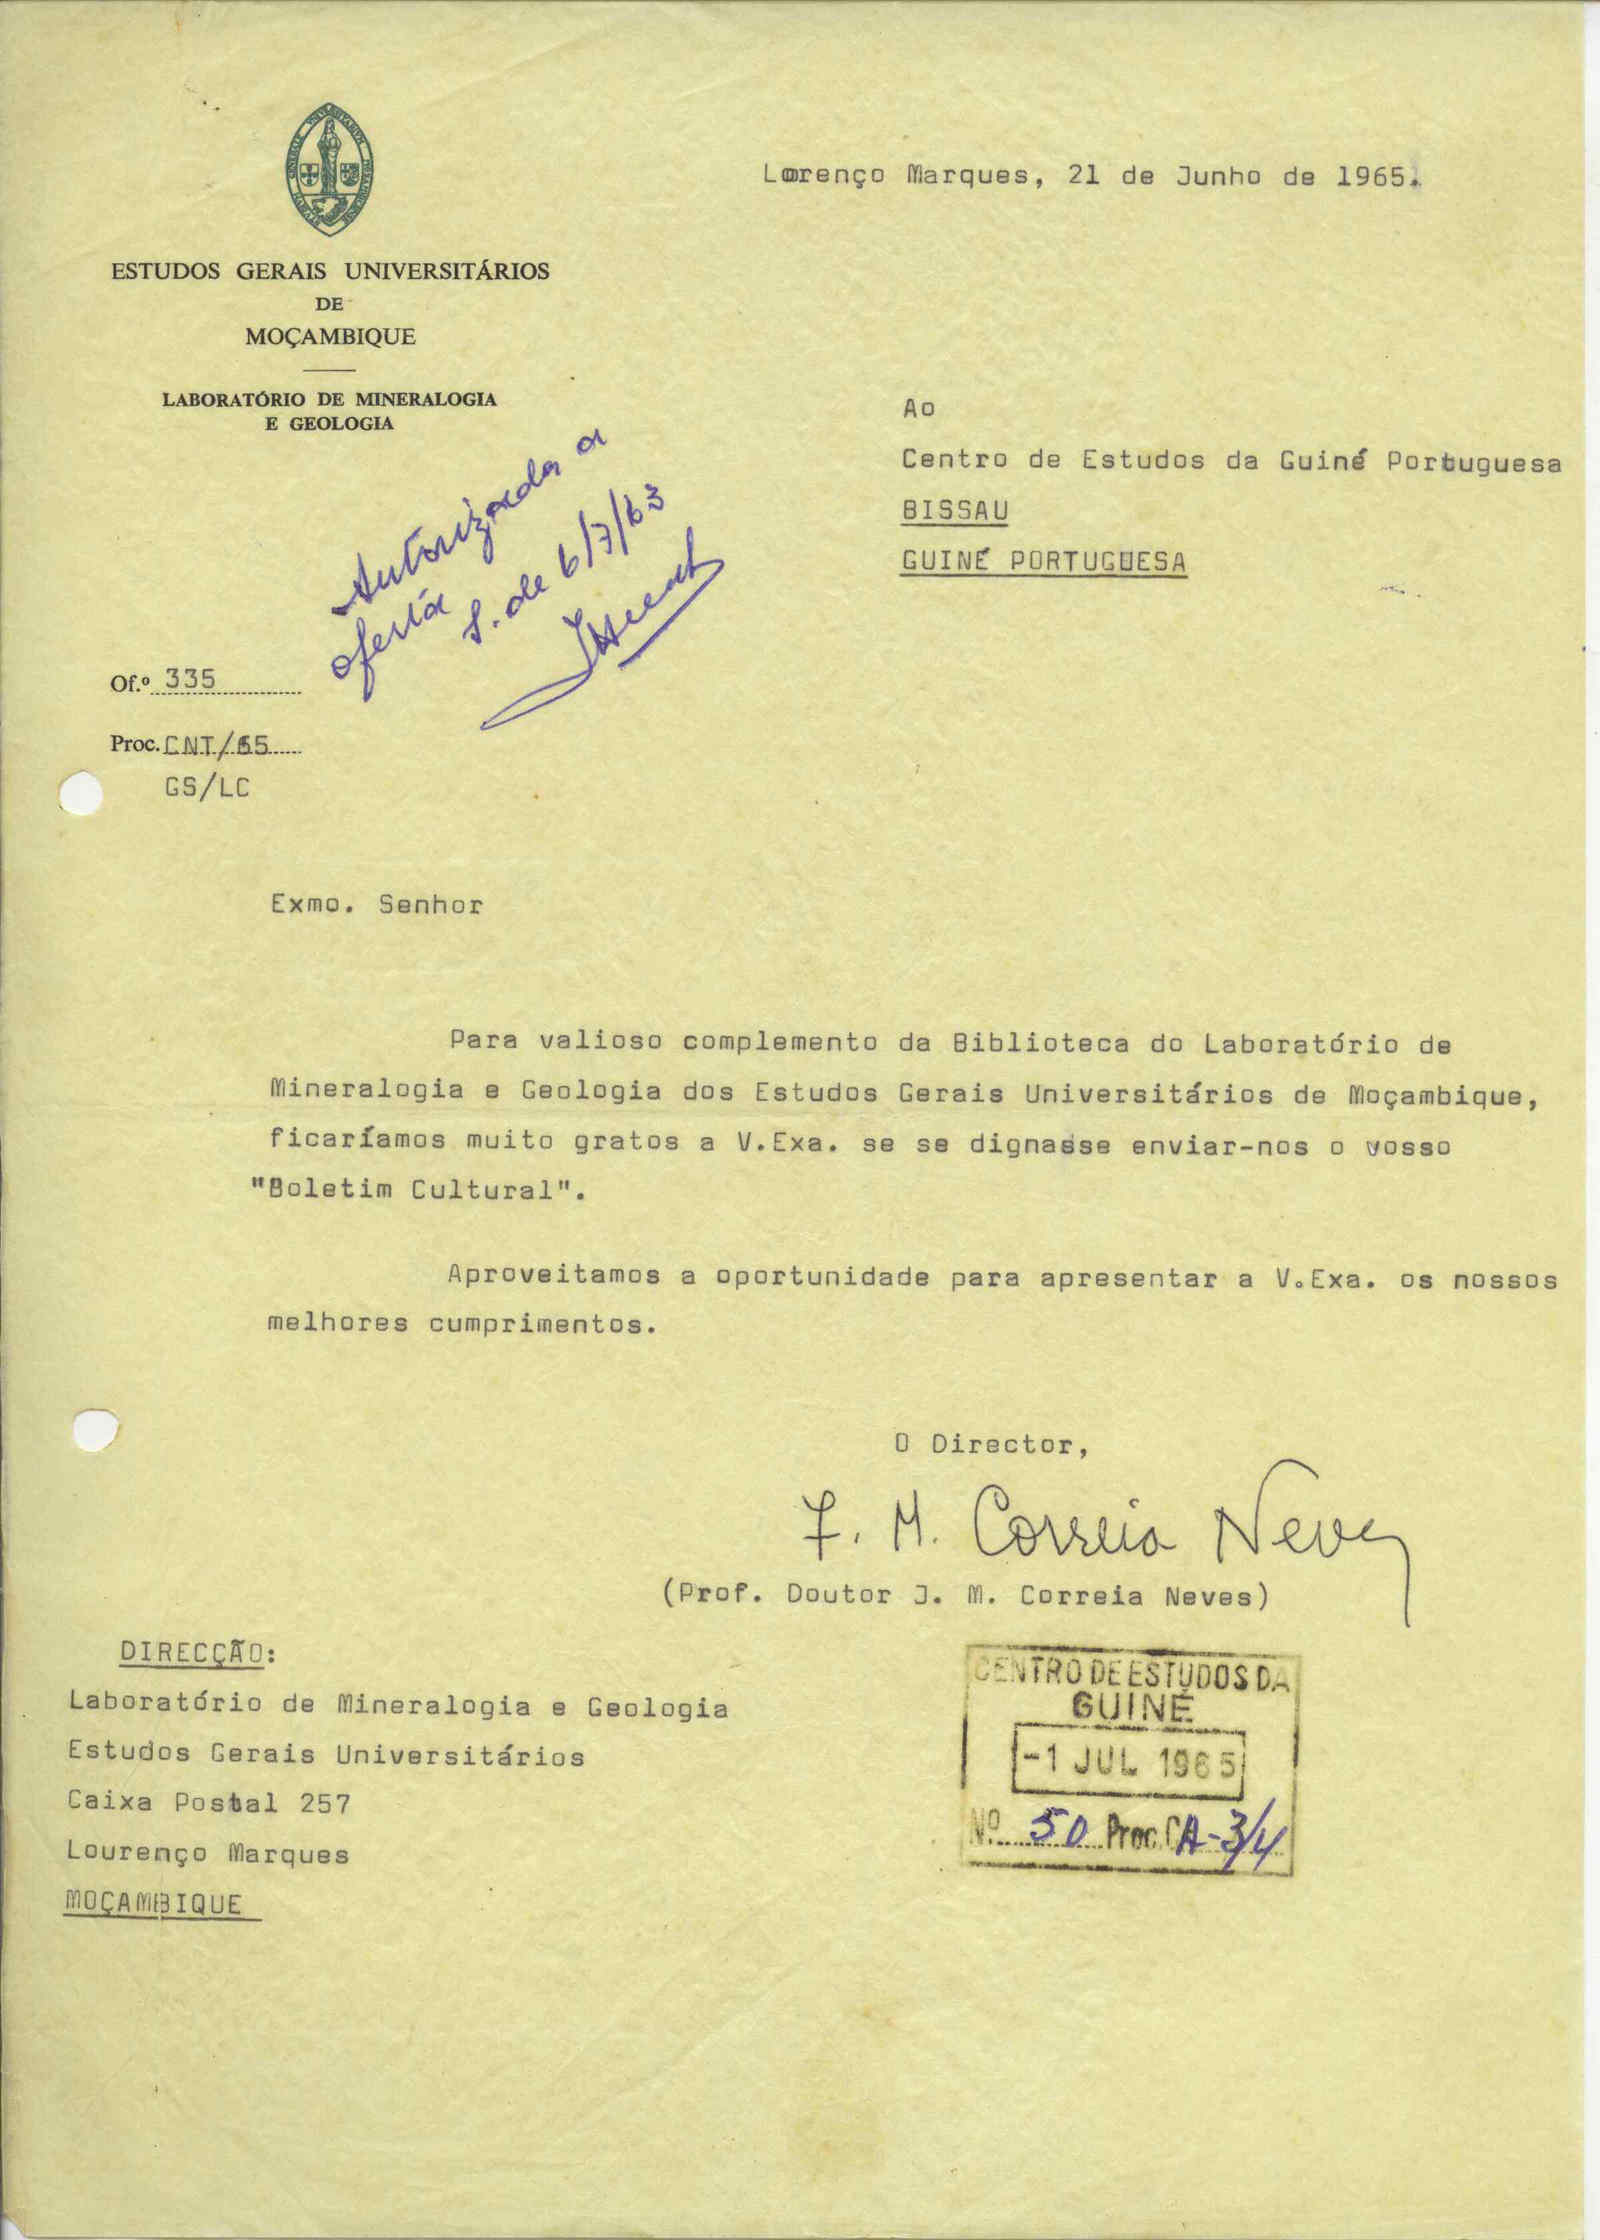 Lourenço Marques, 21 de Junho de 1965.
ESTUDOS GERAIS UNIVERSITÁRIOS
DE
MOÇAMBIQUE
LABORATÓRIO DE MINERALOGIA
E GEOLOGIA
Ao
Centro de Estudos da Guiné Portuguesa
BISSAU
GUINÉ PORTUGUESA
Autorizada a
oferta
S. de 6/7/63
Of.º 335
Proc. CNT/65
GS/LC
Exmo. Senhor
Para valioso complemento da Biblioteca do Laboratório de
Mineralogia e Geologia dos Estudos Gerais Universitários de Moçambique,
ficaríamos muito gratos a V.Exa. se se dignasse enviar-nos o vosso
"Boletim Cultural".
Aproveitamos a oportunidade para apresentar a V.Exa. os nossos
melhores cumprimentos.
O Director,
J. M. Correia Neves
(Prof. Doutor J. M. Correia Neves)
DIRECÇÃO:
Laboratório de Mineralogia e Geologia
Estudos Gerais Universitários
Caixa Postal 257
Lourenço Marques
MOÇAMBIQUE
CENTRO DE ESTUDOS DA
GUINÉ
-1 JUL 1965
Nº 50 Proc. CA-3/4